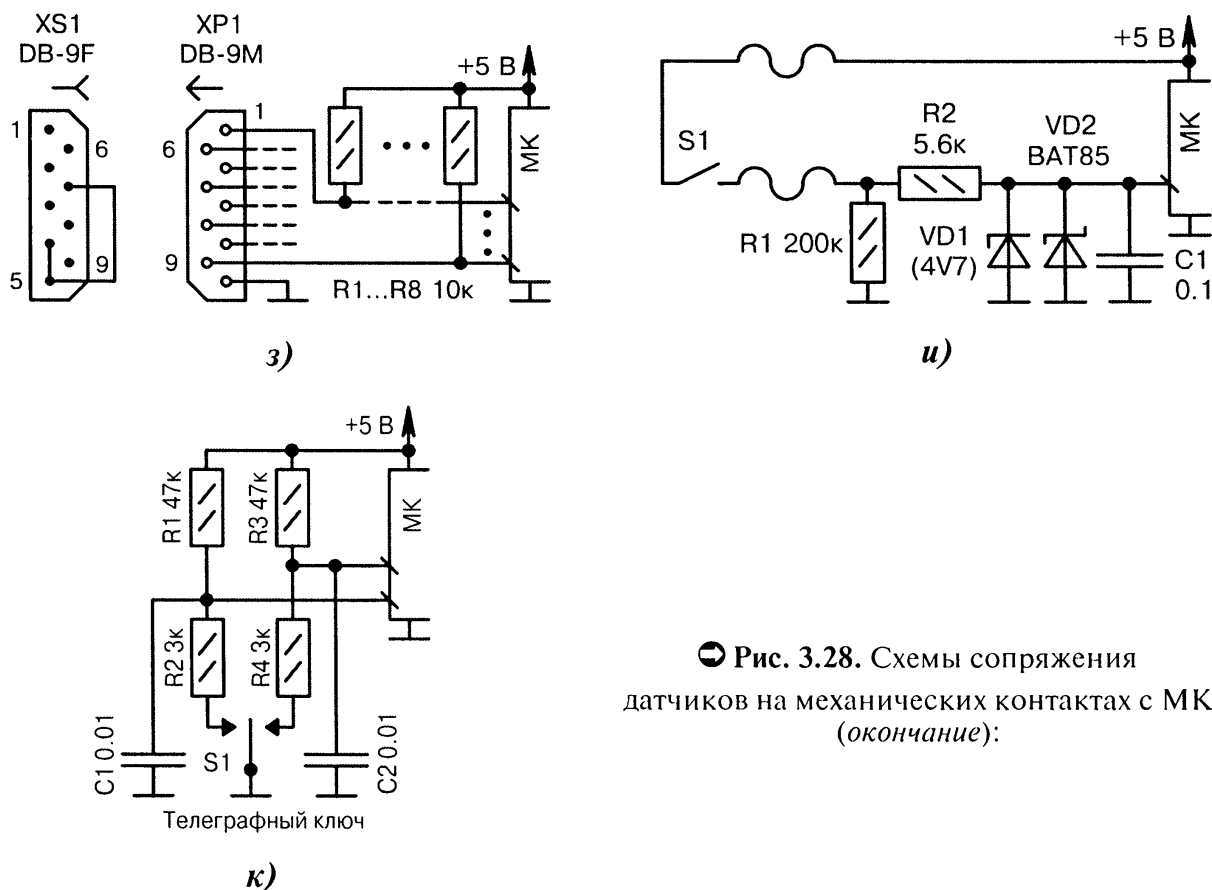 XS1
DB-9F
XP1
DB-9M
+5 В
1
6
5
9
1
6
9
МК
R1...R8 10к
з)
+5 В
S1
R2
5.6к
VD2
BAT85
МК
R1 200к
VD1
(4V7)
C1
0.1
и)
+5 В
R1 47к
R3 47к
МК
R2 3к
R4 3к
C1 0.01
S1
C2 0.01
Телеграфный ключ
к)
Рис. 3.28. Схемы сопряжения
датчиков на механических контактах с МК
(окончание):